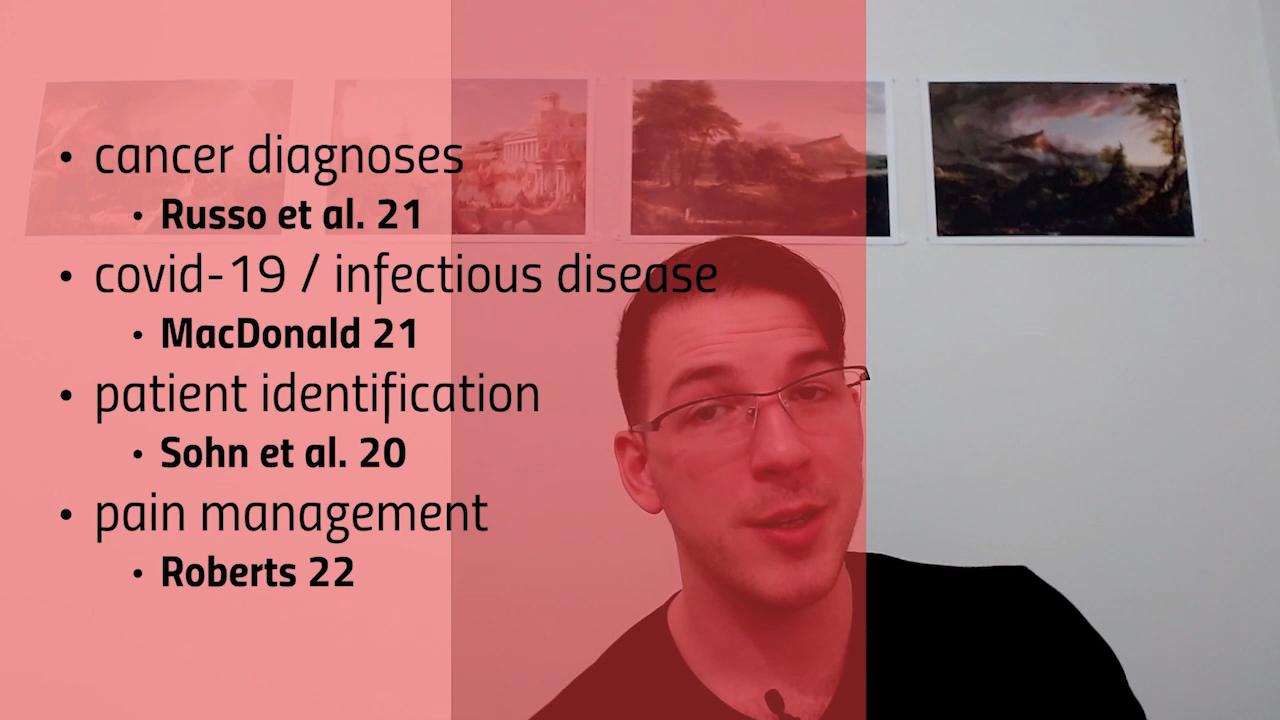 • cancer diagnoses
• Russo et al. 21
• covid-19 / infectious disease
• MacDonald 21
• patient identification
• Sohn et al. 20
• pain management
• Roberts 22